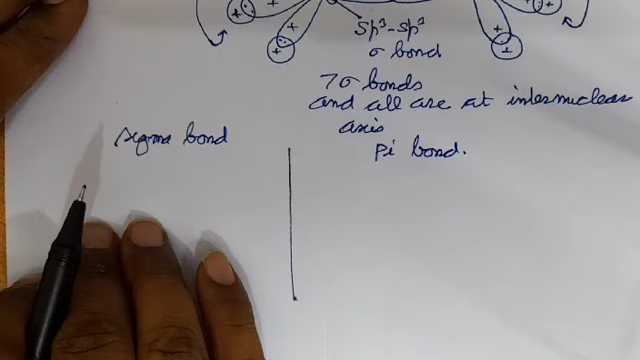 + + + + + +
+ +
sp³-sp³
σ bond
7σ bonds
and all are at internuclear
axis
sigma bond
pi bond.